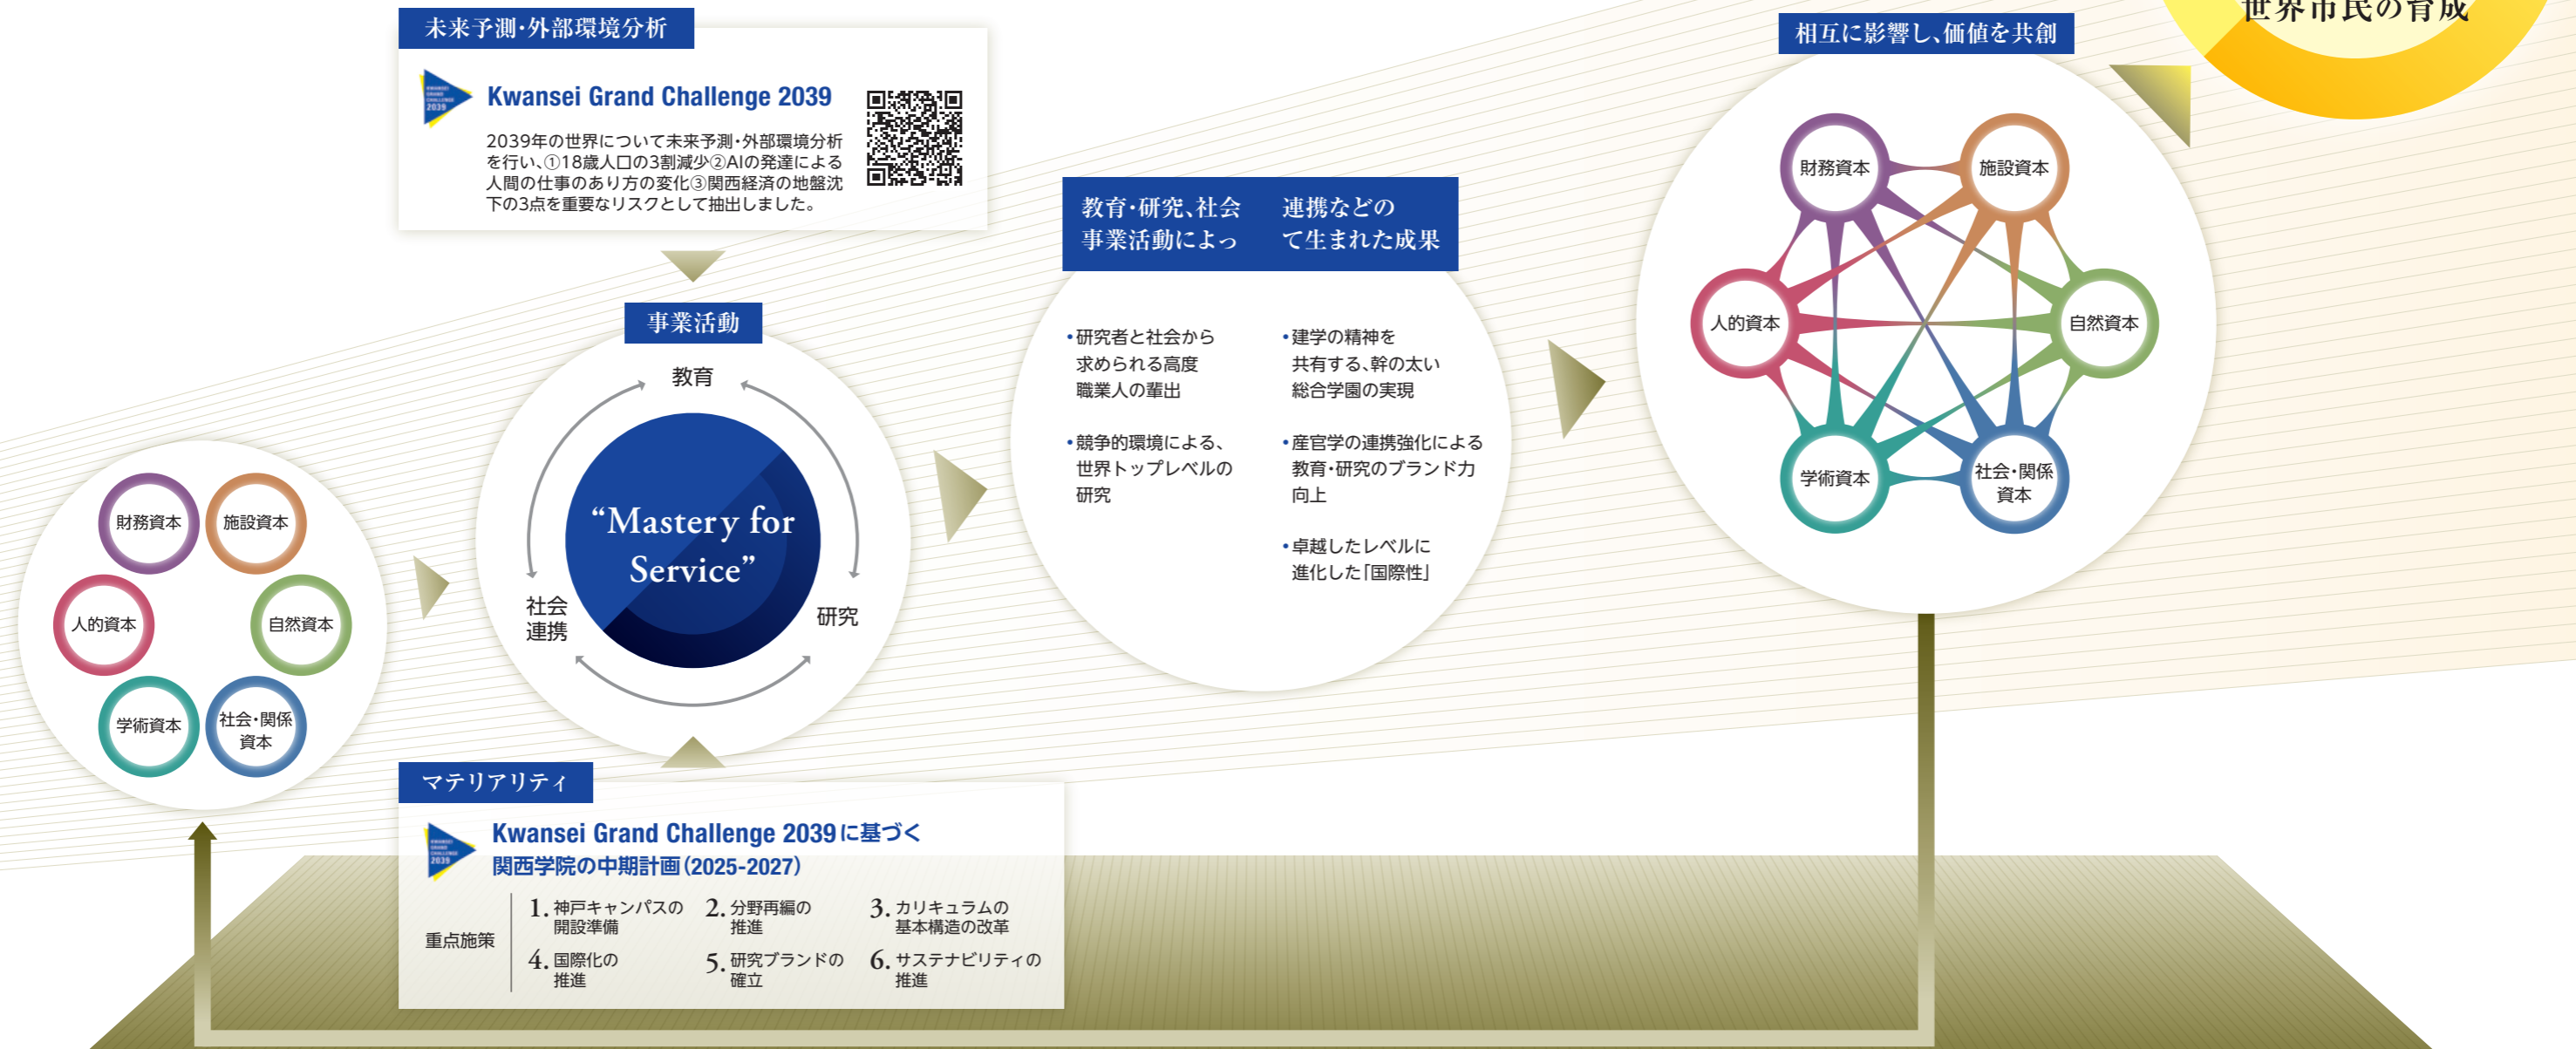 未来予測・外部環境分析
KWANSEI
GRAND
CHALLENGE
2039
Kwansei Grand Challenge 2039
2039年の世界について未来予測・外部環境分析
を行い、①18歳人口の3割減少②AIの発達による
人間の仕事のあり方の変化③関西経済の地盤沈
下の3点を重要なリスクとして抽出しました。
財務資本
施設資本
人的資本
自然資本
学術資本
社会・関係
資本
事業活動
教育
“Mastery for
Service”
社会
連携
研究
マテリアリティ
KWANSEI
GRAND
CHALLENGE
2039
Kwansei Grand Challenge 2039に基づく
関西学院の中期計画（2025-2027）
重点施策
1. 神戸キャンパスの
開設準備
2. 分野再編の
推進
3. カリキュラムの
基本構造の改革
4. 国際化の
推進
5. 研究ブランドの
確立
6. サステナビリティの
推進
教育・研究、社会 連携などの
事業活動によっ て生まれた成果
・研究者と社会から
求められる高度
職業人の輩出
・競争的環境による、
世界トップレベルの
研究
・建学の精神を
共有する、幹の太い
総合学園の実現
・産官学の連携強化による
教育・研究のブランド力
向上
・卓越したレベルに
進化した「国際性」
相互に影響し、価値を共創
財務資本
施設資本
人的資本
自然資本
学術資本
社会・関係
資本
世界市民の育成